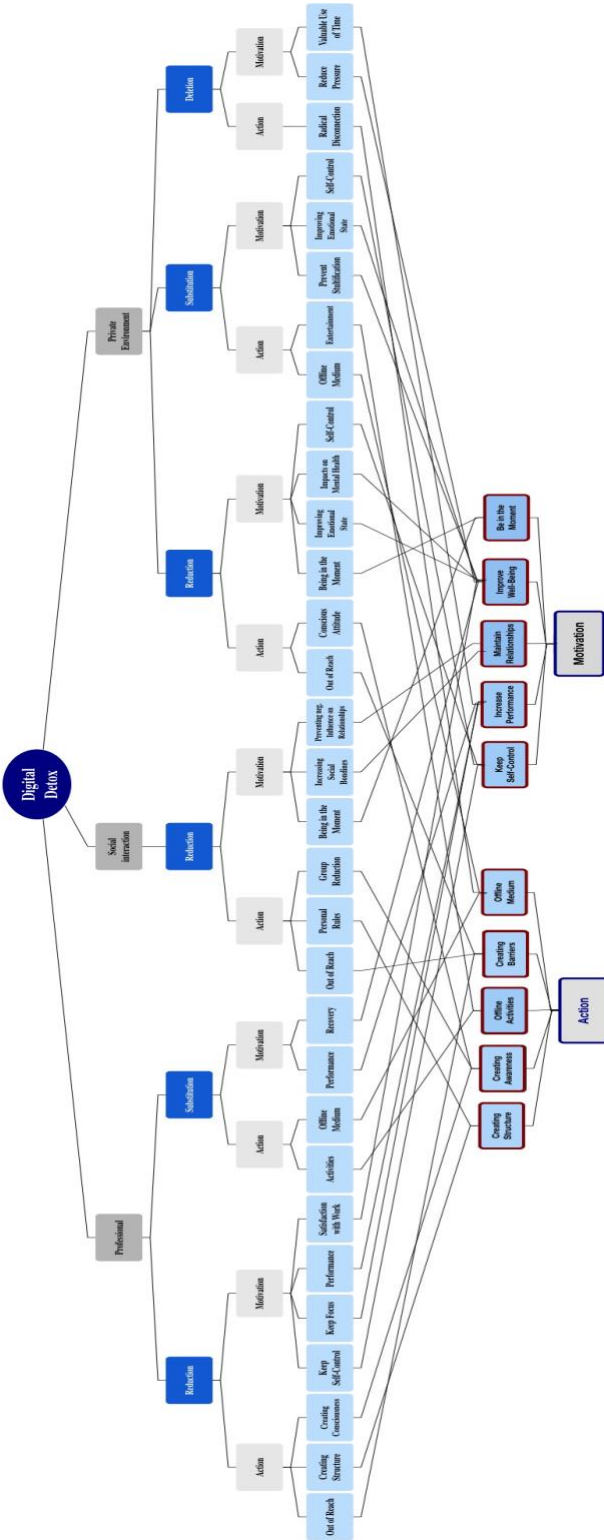 Digital
Detox
Professional
Social
interaction
Private
Environment
Reduction
Substitution
Reduction
Reduction
Substitution
Deletion
Action
Motivation
Action
Motivation
Action
Motivation
Action
Motivation
Action
Motivation
Action
Motivation
Out of Reach
Creating
Structure
Creating
Consciousness
Keep
Self-Control
Keep Focus
Performance
Satisfaction
with Work
Activities
Offline
Medium
Performance
Recovery
Out of Reach
Personal
Rules
Group
Reduction
Being in the
Moment
Increasing
Social
Bondines
Preventing neg.
Influence on
Relationships
Out of Reach
Conscious
Attitude
Being in the
Moment
Improving
Emotional
State
Impacts on
Mental Health
Self-Control
Offline
Medium
Entertainment
Prevent
Stultification
Improving
Emotional
State
Self-Control
Radical
Disconnection
Reduce
Pressure
Valuable Use
of Time
Creating
Structure
Creating
Awareness
Offline
Activities
Creating
Barriers
Offline
Medium
Keep
Self-Control
Increase
Performance
Maintain
Relationships
Improve
Well-Being
Be in the
Moment
Action
Motivation